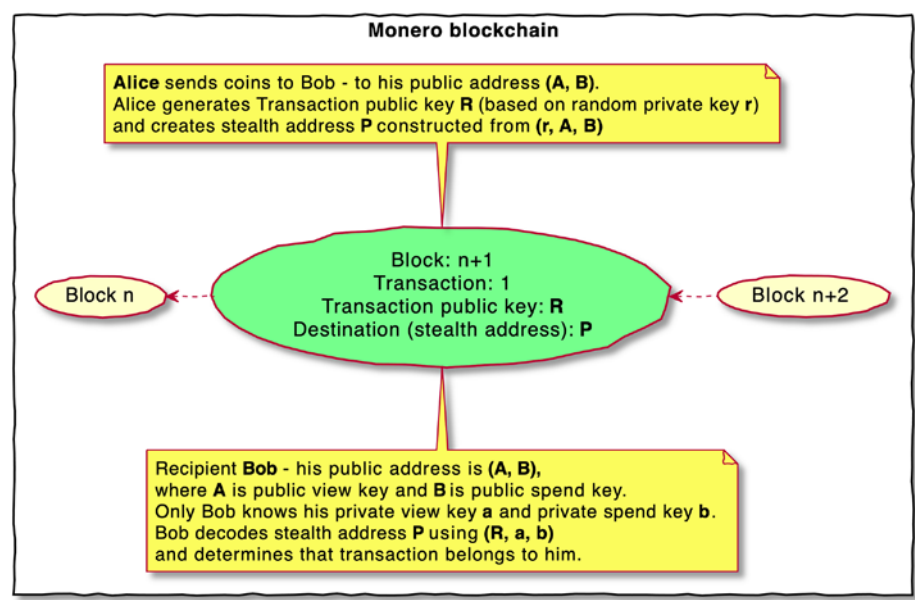 Monero blockchain
Alice sends coins to Bob - to his public address (A, B).
Alice generates Transaction public key R (based on random private key r)
and creates stealth address P constructed from (r, A, B)
Block n
Block: n+1
Transaction: 1
Transaction public key: R
Destination (stealth address): P
Block n+2
Recipient Bob - his public address is (A, B),
where A is public view key and B is public spend key.
Only Bob knows his private view key a and private spend key b.
Bob decodes stealth address P using (R, a, b)
and determines that transaction belongs to him.